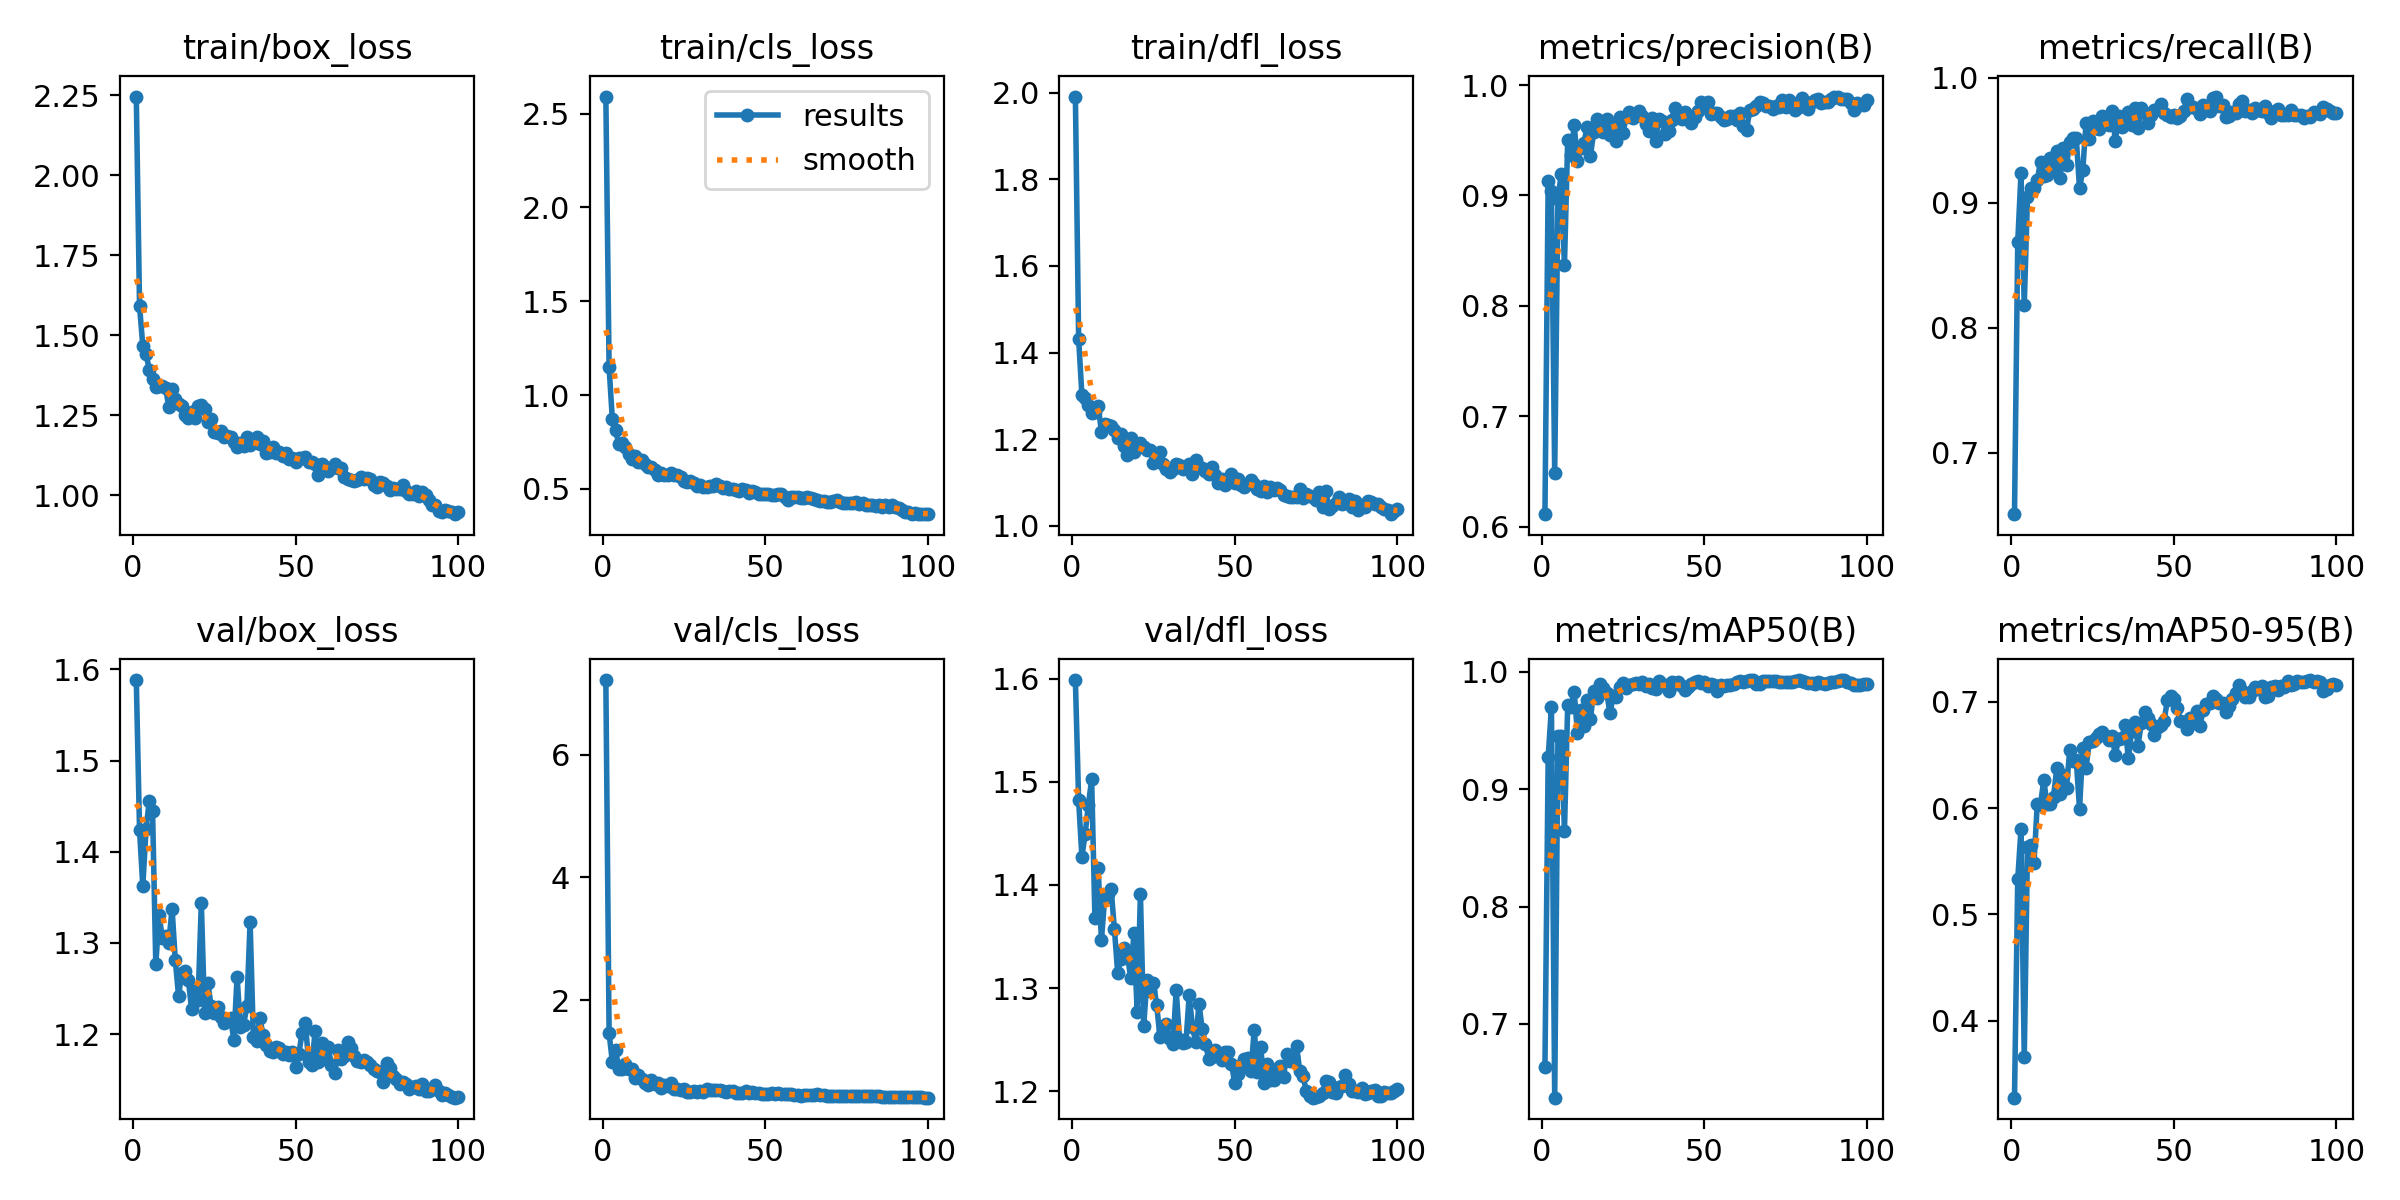 train/box_loss
2.25
2.00
1.75
1.50
1.25
1.00
0 50 100
train/cls_loss
results
smooth
2.5
2.0
1.5
1.0
0.5
0 50 100
train/dfl_loss
2.0
1.8
1.6
1.4
1.2
1.0
0 50 100
metrics/precision(B)
1.0
0.9
0.8
0.7
0.6
0 50 100
metrics/recall(B)
1.0
0.9
0.8
0.7
0 50 100
val/box_loss
1.6
1.5
1.4
1.3
1.2
0 50 100
val/cls_loss
6
4
2
0 50 100
val/dfl_loss
1.6
1.5
1.4
1.3
1.2
0 50 100
metrics/mAP50(B)
1.0
0.9
0.8
0.7
0 50 100
metrics/mAP50-95(B)
0.7
0.6
0.5
0.4
0 50 100